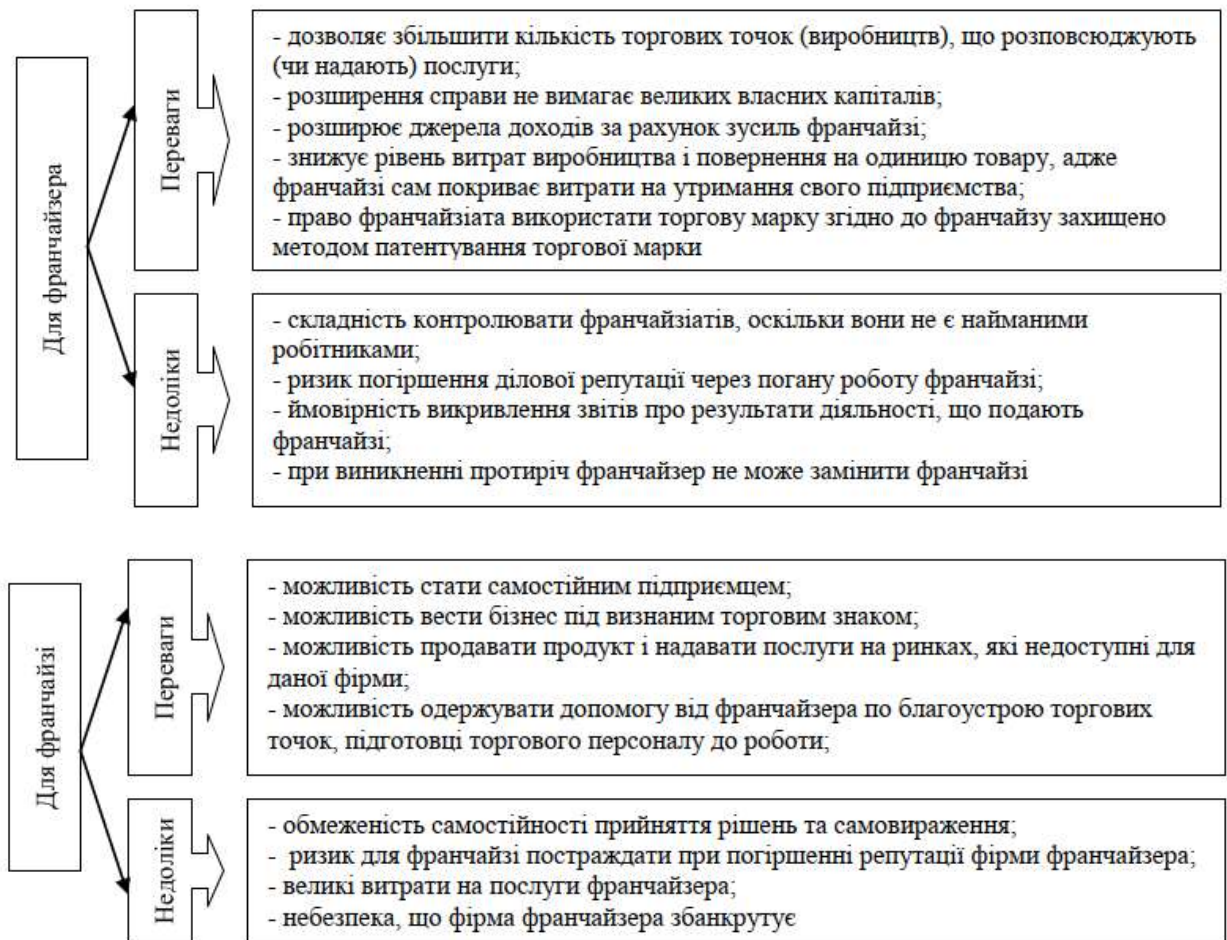 Для франчайзера
Переваги
- дозволяє збільшити кількість торгових точок (виробництв), що розповсюджують
(чи надають) послуги;
- розширення справи не вимагає великих власних капіталів;
- розширює джерела доходів за рахунок зусиль франчайзі;
- знижує рівень витрат виробництва і повернення на одиницю товару, адже
франчайзі сам покриває витрати на утримання свого підприємства;
- право франчайзіата використати торгову марку згідно до франчайзу захищено
методом патентування торгової марки
Недоліки
- складність контролювати франчайзіатів, оскільки вони не є найманими
робітниками;
- ризик погіршення ділової репутації через погану роботу франчайзі;
- ймовірність викривлення звітів про результати діяльності, що подають
франчайзі;
- при виникненні протиріч франчайзер не може замінити франчайзі
Для франчайзі
Переваги
- можливість стати самостійним підприємцем;
- можливість вести бізнес під визнаним торговим знаком;
- можливість продавати продукт і надавати послуги на ринках, які недоступні для
даної фірми;
- можливість одержувати допомогу від франчайзера по благоустрою торгових
точок, підготовці торгового персоналу до роботи;
Недоліки
- обмеженість самостійності прийняття рішень та самовираження;
- ризик для франчайзі постраждати при погіршенні репутації фірми франчайзера;
- великі витрати на послуги франчайзера;
- небезпека, що фірма франчайзера збанкрутує